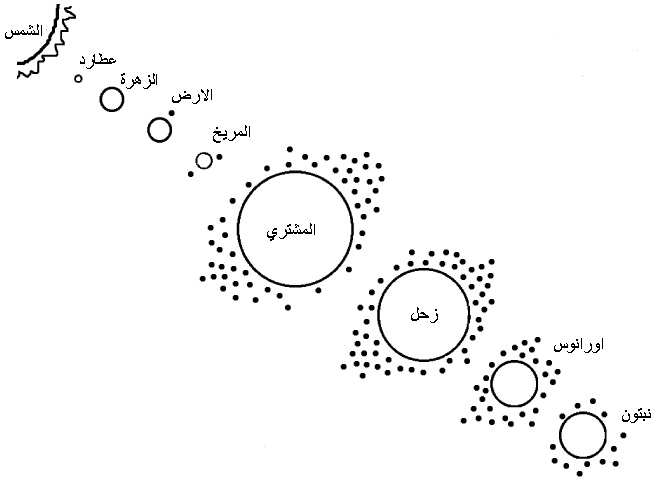 الشمس
عطارد
الزهرة
الارض
المريخ
المشتري
زحل
اورانوس
نبتون